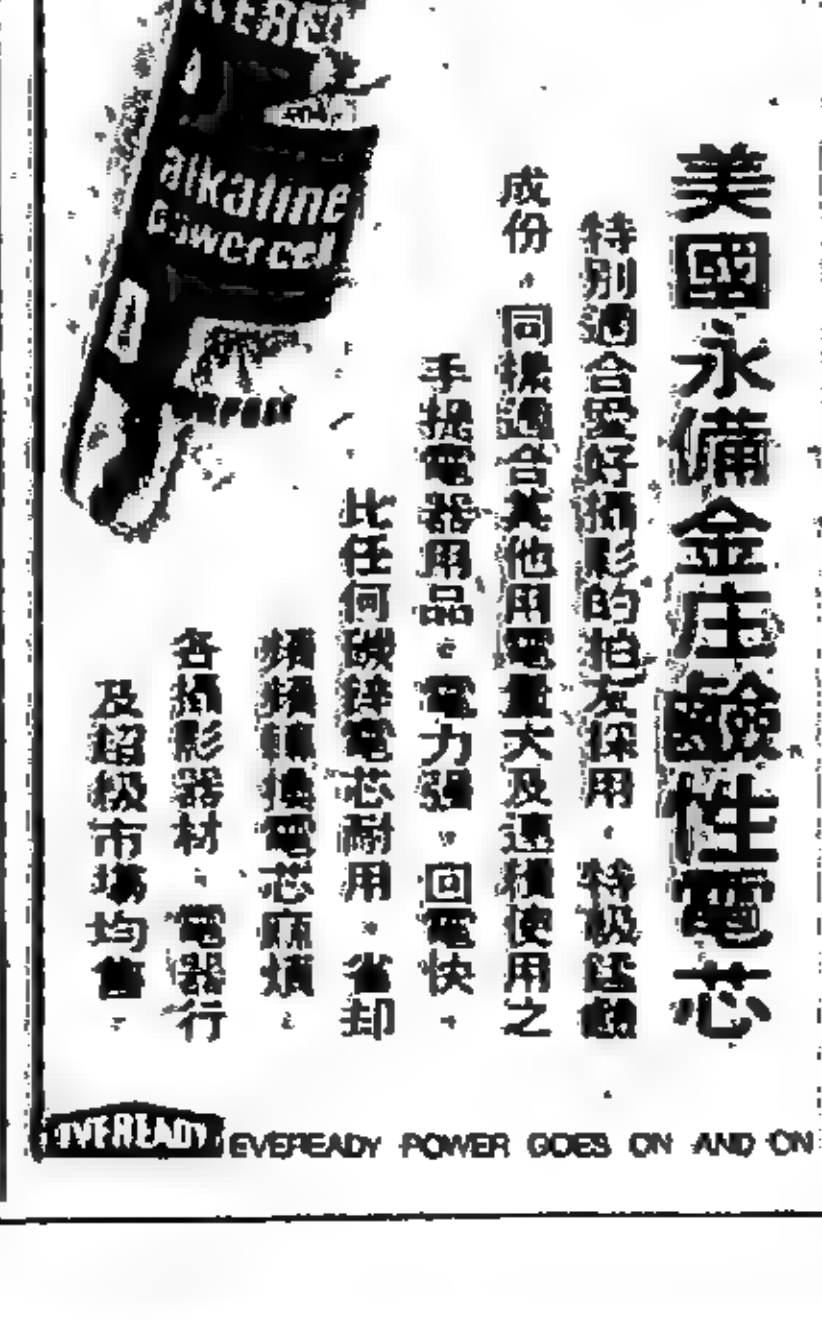 美國永備金庄鹼性電芯
特別適合愛好攝影的拍友採用。特級猛勁
成份。同樣適合其他用電量大及連續使用之
手提電器用品。電力強。回電快。
比任何碳鋅電芯耐用。省却
頻頻轉換電芯麻煩。
各攝影器材、電器行
及超級市場均售。
alkaline
power cell
EVEREADY
EVEREADY POWER GOES ON AND ON